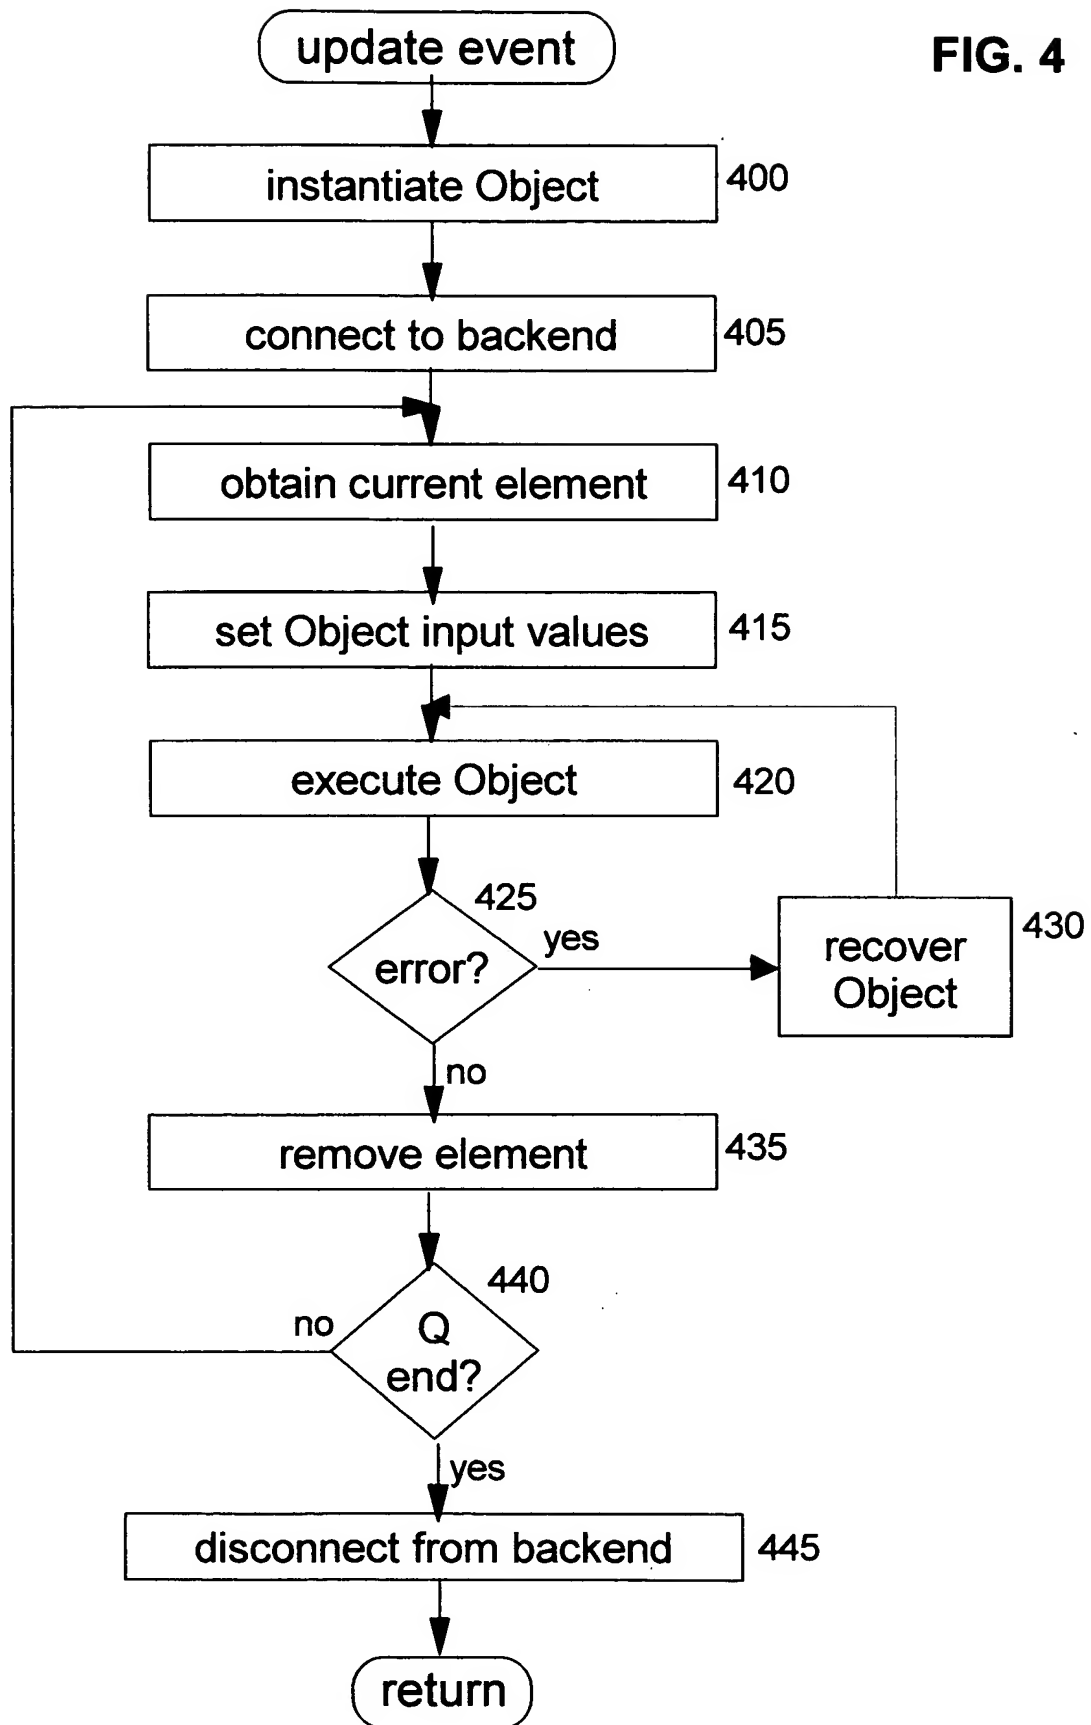 update event
FIG. 4
instantiate Object
400
connect to backend
405
obtain current element
410
set Object input values
415
execute Object
420
425
error?
yes
recover
Object
430
no
remove element
435
440
no
Q
end?
yes
disconnect from backend
445
return